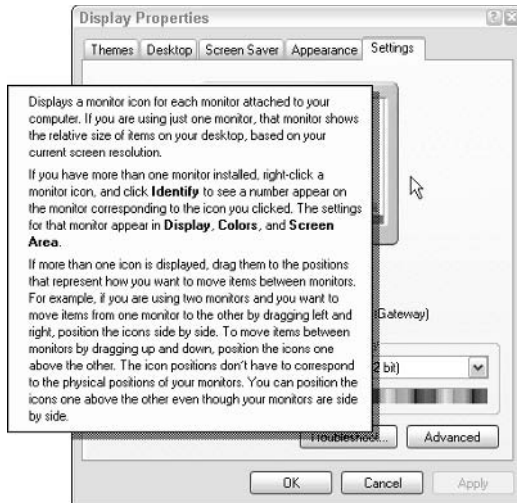 Display Properties
Themes Desktop Screen Saver Appearance Settings
Displays a monitor icon for each monitor attached to your
computer. If you are using just one monitor, that monitor shows
the relative size of items on your desktop, based on your
current screen resolution.
If you have more than one monitor installed, right-click a
monitor icon, and click Identify to see a number appear on
the monitor corresponding to the icon you clicked. The settings
for that monitor appear in Display, Colors, and Screen
Area.
If more than one icon is displayed, drag them to the positions
that represent how you want to move items between monitors.
For example, if you are using two monitors and you want to
move items from one monitor to the other by dragging left and
right, position the icons side by side. To move items between
monitors by dragging up and down, position the icons one
above the other. The icon positions don't have to correspond
to the physical positions of your monitors. You can position the
icons one above the other even though your monitors are side
by side.
Gateway)
2 bit)
Troubleshoot... Advanced
OK Cancel Apply